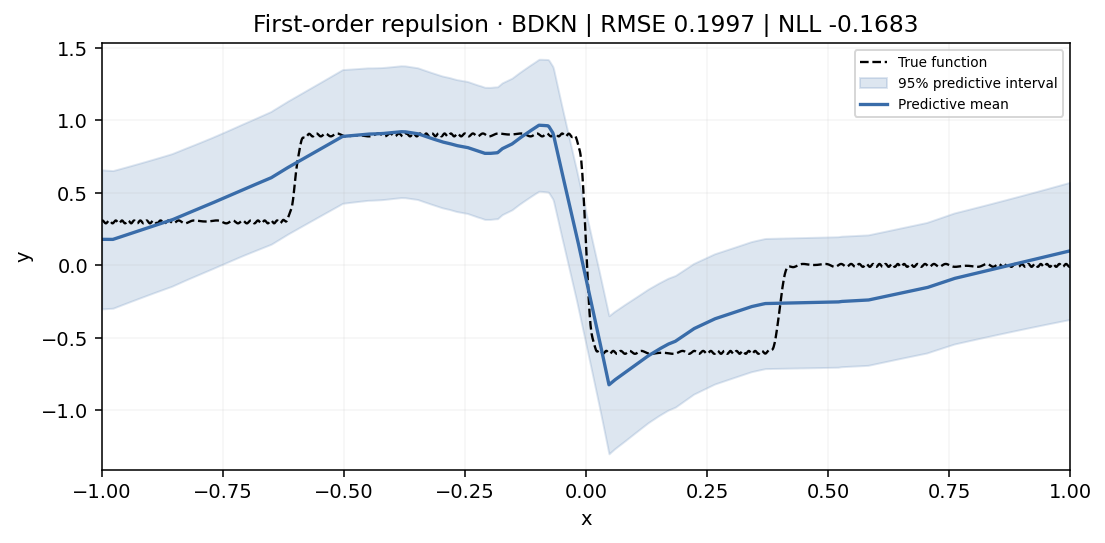 First-order repulsion · BDKN | RMSE 0.1997 | NLL -0.1683
True function
95% predictive interval
Predictive mean
y
1.5
1.0
0.5
0.0
−0.5
−1.0
−1.00 −0.75 −0.50 −0.25 0.00 0.25 0.50 0.75 1.00
x